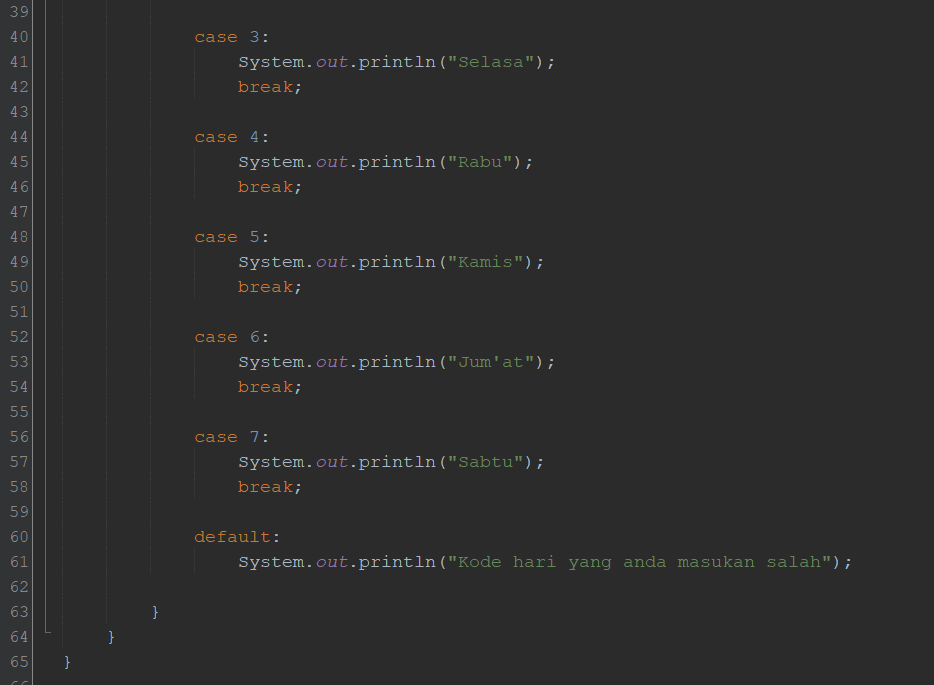 39
40 case 3:
41 System.out.println("Selasa");
42 break;
43
44 case 4:
45 System.out.println("Rabu");
46 break;
47
48 case 5:
49 System.out.println("Kamis");
50 break;
51
52 case 6:
53 System.out.println("Jum'at");
54 break;
55
56 case 7:
57 System.out.println("Sabtu");
58 break;
59
60 default:
61 System.out.println("Kode hari yang anda masukan salah");
62
63 }
64 }
65 }